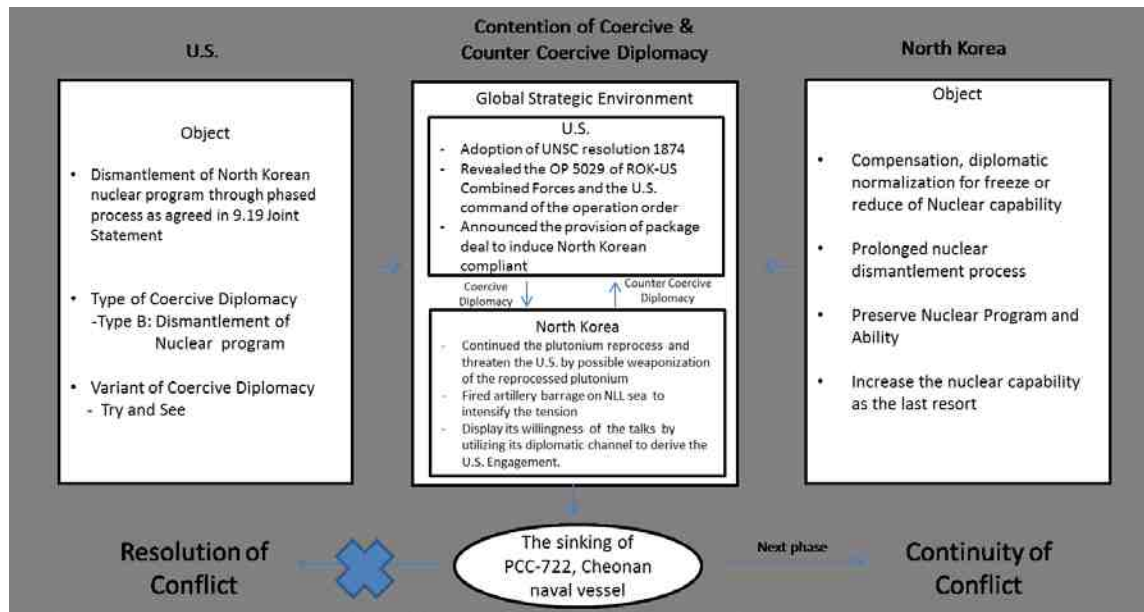 U.S.
Contention of Coercive &
Counter Coercive Diplomacy
North Korea
Object
• Dismantlement of North Korean
nuclear program through phased
process as agreed in 9.19 Joint
Statement
• Type of Coercive Diplomacy
-Type B: Dismantlement of
Nuclear program
• Variant of Coercive Diplomacy
- Try and See
Global Strategic Environment
U.S.
- Adoption of UNSC resolution 1874
- Revealed the OP 5029 of ROK-US
Combined Forces and the U.S.
command of the operation order
- Announced the provision of package
deal to induce North Korean
compliant
Coercive
Diplomacy
Counter Coercive
Diplomacy
North Korea
- Continued the plutonium reprocess and
threaten the U.S. by possible weaponization
of the reprocessed plutonium
- Fired artillery barrage on NLL sea to
intensify the tension
- Display its willingness of the talks by
utilizing its diplomatic channel to derive the
U.S. Engagement.
Object
• Compensation, diplomatic
normalization for freeze or
reduce of Nuclear capability
• Prolonged nuclear
dismantlement process
• Preserve Nuclear Program and
Ability
• Increase the nuclear capability
as the last resort
Resolution of
Conflict
The sinking of
PCC-722, Cheonan
naval vessel
Next phase
Continuity of
Conflict